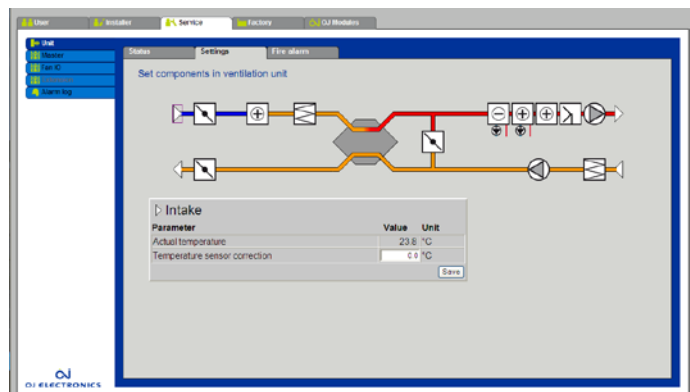 User Installer Service Factory OJ Modules
Unit
Master
Fan IO
Alarm log
Status Settings Fire alarm
Set components in ventilation unit
Intake
Parameter Value Unit
Actual temperature 23.8 °C
Temperature sensor correction 0.0 °C
Save
OJ ELECTRONICS